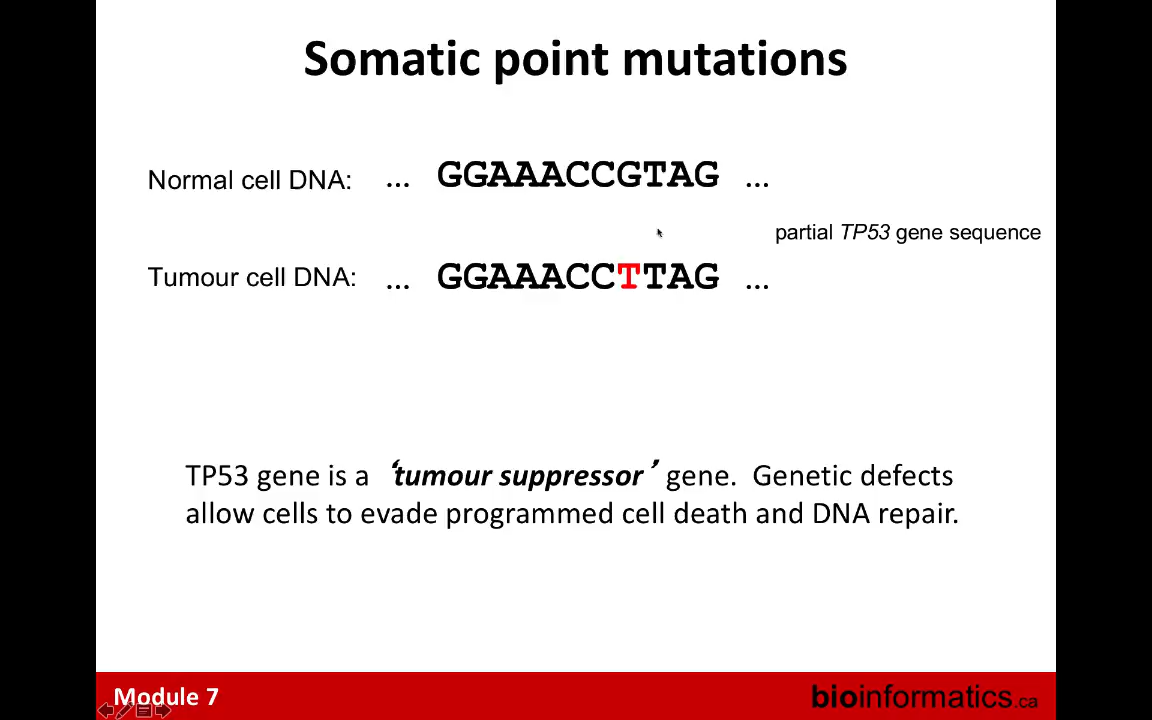 Somatic point mutations
Normal cell DNA: ... GGAAACCGTAG ...
partial TP53 gene sequence
Tumour cell DNA: ... GGAAACCTTAG ...
TP53 gene is a ‘tumour suppressor’ gene. Genetic defects
allow cells to evade programmed cell death and DNA repair.
Module 7
bioinformatics.ca